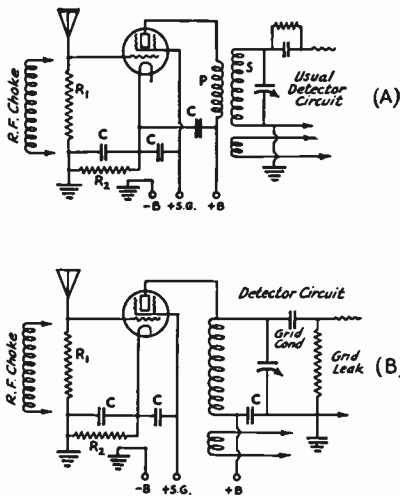 R.F. Choke
R1
C
C
R2
C
P
S
Usual
Detector
Circuit
(A)
-B
+S.G.
+B
R.F. Choke
R1
C
C
R2
Detector Circuit
Grid
Cond
Grid
Leak
C
(B)
-B
+S.G.
+B